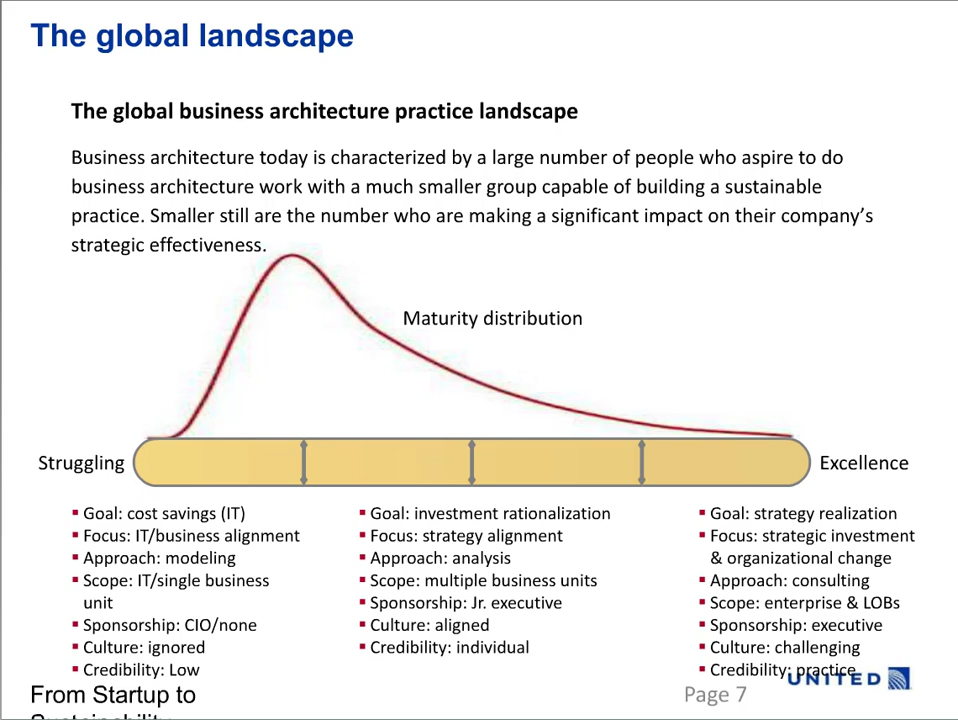 The global landscape
The global business architecture practice landscape
Business architecture today is characterized by a large number of people who aspire to do
business architecture work with a much smaller group capable of building a sustainable
practice. Smaller still are the number who are making a significant impact on their company's
strategic effectiveness.
Maturity distribution
Struggling
Excellence
▪ Goal: cost savings (IT)
▪ Focus: IT/business alignment
▪ Approach: modeling
▪ Scope: IT/single business
unit
▪ Sponsorship: CIO/none
▪ Culture: ignored
▪ Credibility: Low
▪ Goal: investment rationalization
▪ Focus: strategy alignment
▪ Approach: analysis
▪ Scope: multiple business units
▪ Sponsorship: Jr. executive
▪ Culture: aligned
▪ Credibility: individual
▪ Goal: strategy realization
▪ Focus: strategic investment
& organizational change
▪ Approach: consulting
▪ Scope: enterprise & LOBs
▪ Sponsorship: executive
▪ Culture: challenging
▪ Credibility: practice
From Startup to
Sustainability
Page 7
UNITED